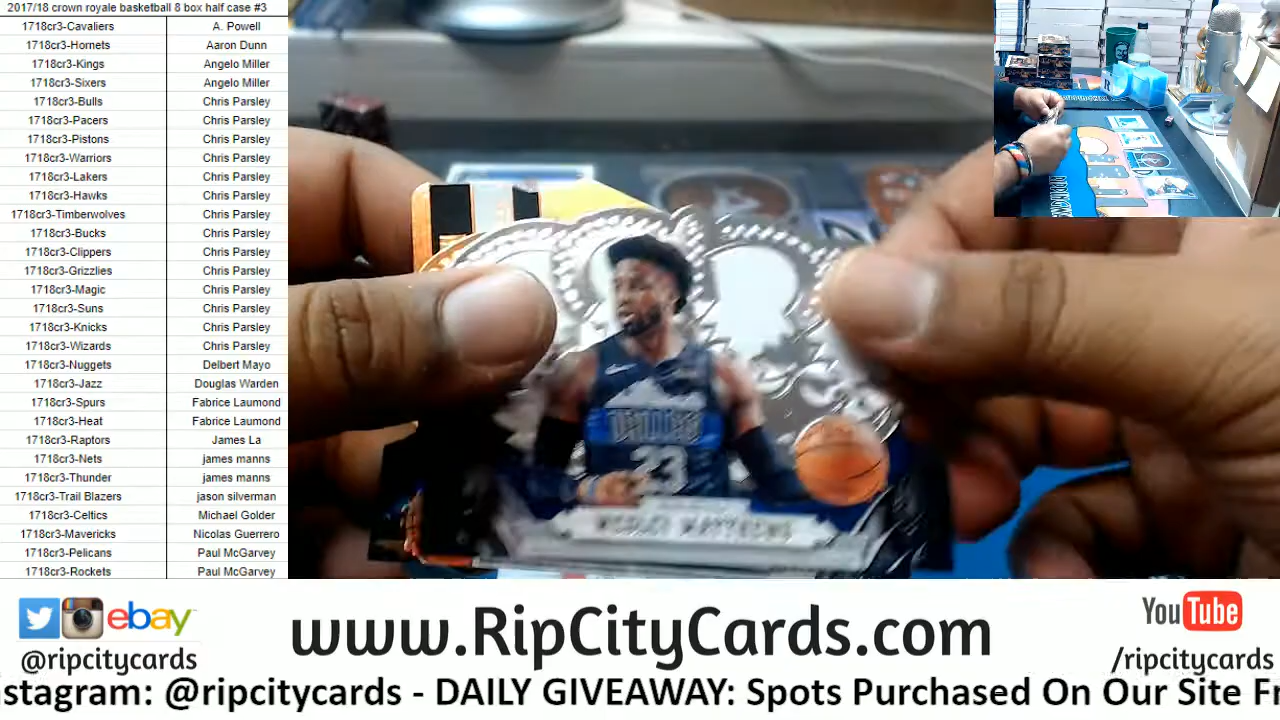 2017/18 crown royale basketball 8 box half case #3
1718cr3-Cavaliers A. Powell
1718cr3-Hornets Aaron Dunn
1718cr3-Kings Angelo Miller
1718cr3-Sixers Angelo Miller
1718cr3-Bulls Chris Parsley
1718cr3-Pacers Chris Parsley
1718cr3-Pistons Chris Parsley
1718cr3-Warriors Chris Parsley
1718cr3-Lakers Chris Parsley
1718cr3-Hawks Chris Parsley
1718cr3-Timberwolves Chris Parsley
1718cr3-Bucks Chris Parsley
1718cr3-Clippers Chris Parsley
1718cr3-Grizzlies Chris Parsley
1718cr3-Magic Chris Parsley
1718cr3-Suns Chris Parsley
1718cr3-Knicks Chris Parsley
1718cr3-Wizards Chris Parsley
1718cr3-Nuggets Delbert Mayo
1718cr3-Jazz Douglas Warden
1718cr3-Spurs Fabrice Laumond
1718cr3-Heat Fabrice Laumond
1718cr3-Raptors James La
1718cr3-Nets james manns
1718cr3-Thunder james manns
1718cr3-Trail Blazers jason silverman
1718cr3-Celtics Michael Golder
1718cr3-Mavericks Nicolas Guerrero
1718cr3-Pelicans Paul McGarvey
1718cr3-Rockets Paul McGarvey
DALLAS
23
WESLEY MATTHEWS
ebay
@ripcitycards
www.RipCityCards.com
YouTube
/ripcitycards
nstagram: @ripcitycards - DAILY GIVEAWAY: Spots Purchased On Our Site Fr